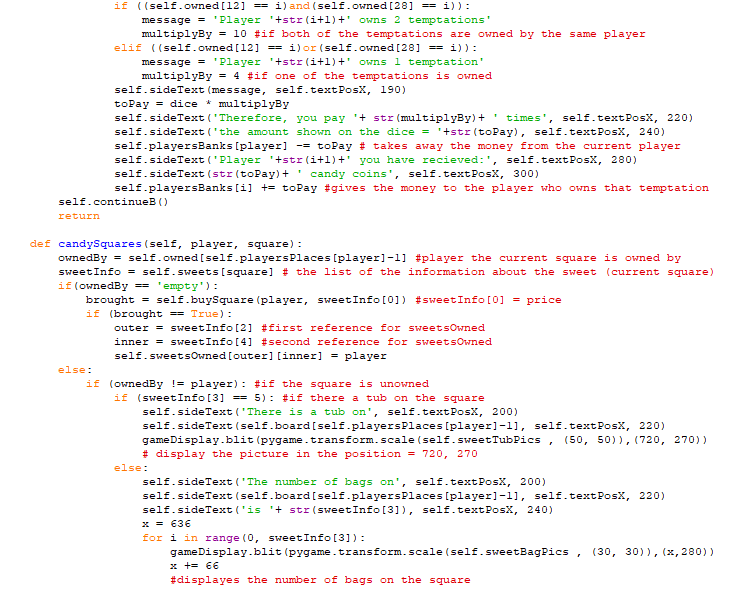 if ((self.owned[12] == i)and(self.owned[28] == i)):
message = 'Player '+str(i+1)+' owns 2 temptations'
multiplyBy = 10 #if both of the temptations are owned by the same player
elif ((self.owned[12] == i)or(self.owned[28] == i)):
message = 'Player '+str(i+1)+' owns 1 temptation'
multiplyBy = 4 #if one of the temptations is owned
self.sideText(message, self.textPosX, 190)
toPay = dice * multiplyBy
self.sideText('Therefore, you pay '+ str(multiplyBy)+ ' times', self.textPosX, 220)
self.sideText('the amount shown on the dice = '+str(toPay), self.textPosX, 240)
self.playersBanks[player] -= toPay # takes away the money from the current player
self.sideText('Player '+str(i+1)+' you have recieved:', self.textPosX, 280)
self.sideText(str(toPay)+ ' candy coins', self.textPosX, 300)
self.playersBanks[i] += toPay #gives the money to the player who owns that temptation
self.continueB()
return
def candySquares(self, player, square):
ownedBy = self.owned[self.playersPlaces[player]-1] #player the current square is owned by
sweetInfo = self.sweets[square] # the list of the information about the sweet (current square)
if(ownedBy == 'empty'):
brought = self.buySquare(player, sweetInfo[0]) #sweetInfo[0] = price
if (brought == True):
outer = sweetInfo[2] #first reference for sweetsOwned
inner = sweetInfo[4] #second reference for sweetsOwned
self.sweetsOwned[outer][inner] = player
else:
if (ownedBy != player): #if the square is unowned
if (sweetInfo[3] == 5): #if there a tub on the square
self.sideText('There is a tub on', self.textPosX, 200)
self.sideText(self.board[self.playersPlaces[player]-1], self.textPosX, 220)
gameDisplay.blit(pygame.transform.scale(self.sweetTubPics , (50, 50)),(720, 270))
# display the picture in the position = 720, 270
else:
self.sideText('The number of bags on', self.textPosX, 200)
self.sideText(self.board[self.playersPlaces[player]-1], self.textPosX, 220)
self.sideText('is '+ str(sweetInfo[3]), self.textPosX, 240)
x = 636
for i in range(0, sweetInfo[3]):
gameDisplay.blit(pygame.transform.scale(self.sweetBagPics , (30, 30)),(x,280))
x += 66
#displayes the number of bags on the square